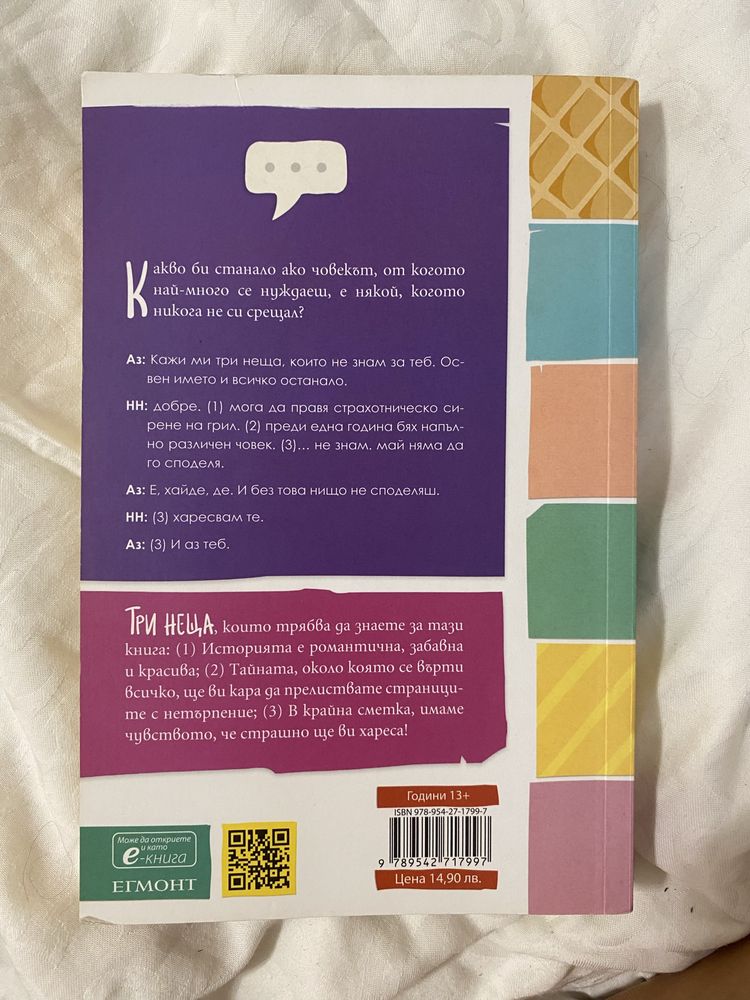 Какво би станало ако човекът, от когото
най-много се нуждаеш, е някой, когото
никога не си срещал?
Аз: Кажи ми три неща, които не знам за теб. Ос-
вен името и всичко останало.
НН: добре. (1) мога да правя страхотническо си-
рене на грил. (2) преди една година бях напъл-
но различен човек. (3)... не знам. май няма да
го споделя.
Аз: Е, хайде, де. И без това нищо не споделяш.
НН: (3) харесвам те.
Аз: (3) И аз теб.
ТРИ НЕЩА, които трябва да знаете за тази
книга: (1) Историята е романтична, забавна
и красива; (2) Тайната, около която се върти
всичко, ще ви кара да прелиствате страници-
те с нетърпение; (3) В крайна сметка, имаме
чувството, че страшно ще ви хареса!
Може да откриете
и като
е-книга
ЕГМОНТ
Години 13+
ISBN 978-954-27-1799-7
9 789542 717997
Цена 14,90 лв.